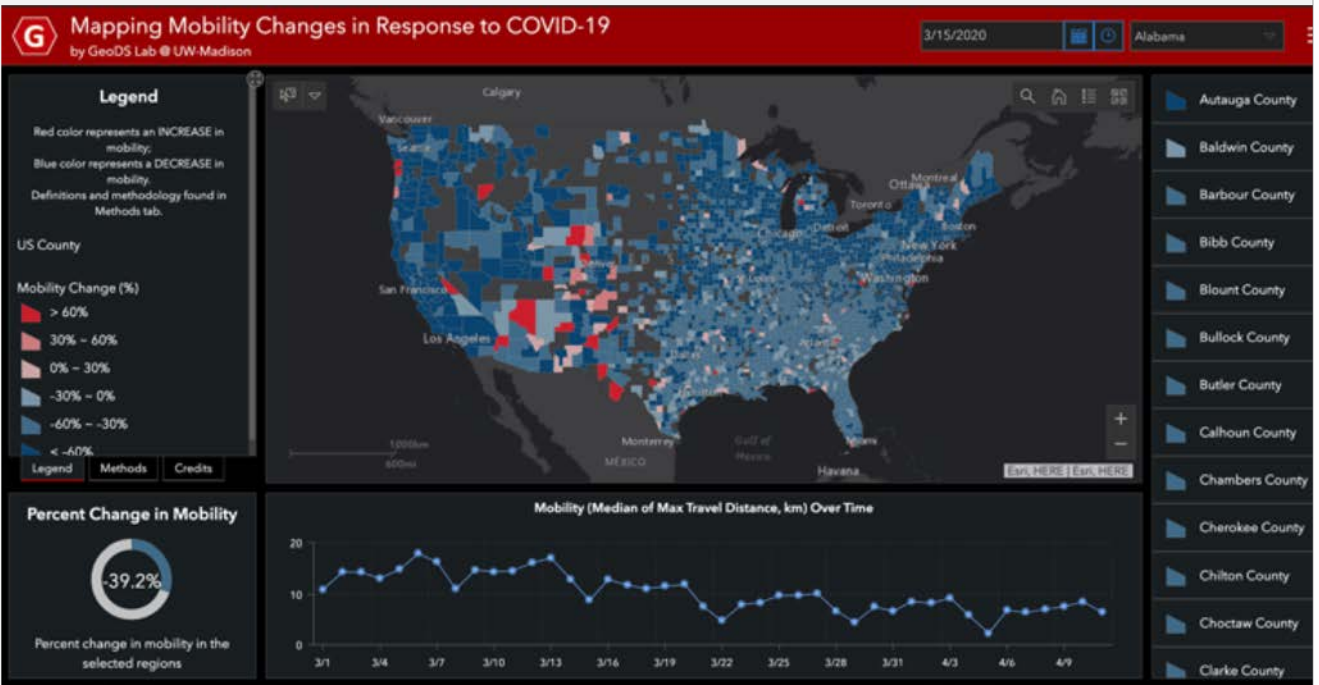 G
Mapping Mobility Changes in Response to COVID-19
by GeoDS Lab @ UW-Madison
3/15/2020
Alabama
Legend
Red color represents an INCREASE in
mobility;
Blue color represents a DECREASE in
mobility.
Definitions and methodology found in
Methods tab.
US County
Mobility Change (%)
> 60%
30% – 60%
0% – 30%
-30% – 0%
-60% – -30%
< -60%
Legend
Methods
Credits
Calgary
Vancouver
Seattle
Montreal
Ottawa
Toronto
Boston
Chicago
Detroit
New York
Philadelphia
Washington
Denver
San Francisco
Los Angeles
Dallas
Atlanta
Monterrey
Gulf of
Mexico
Miami
MÉXICO
Havana
1,000km
600mi
+
−
Esri, HERE | Esri, HERE
Autauga County
Baldwin County
Barbour County
Bibb County
Blount County
Bullock County
Butler County
Calhoun County
Chambers County
Cherokee County
Chilton County
Choctaw County
Clarke County
Percent Change in Mobility
-39.2%
Percent change in mobility in the
selected regions
Mobility (Median of Max Travel Distance, km) Over Time
20
10
0
3/1 3/4 3/7 3/10 3/13 3/16 3/19 3/22 3/25 3/28 3/31 4/3 4/6 4/9